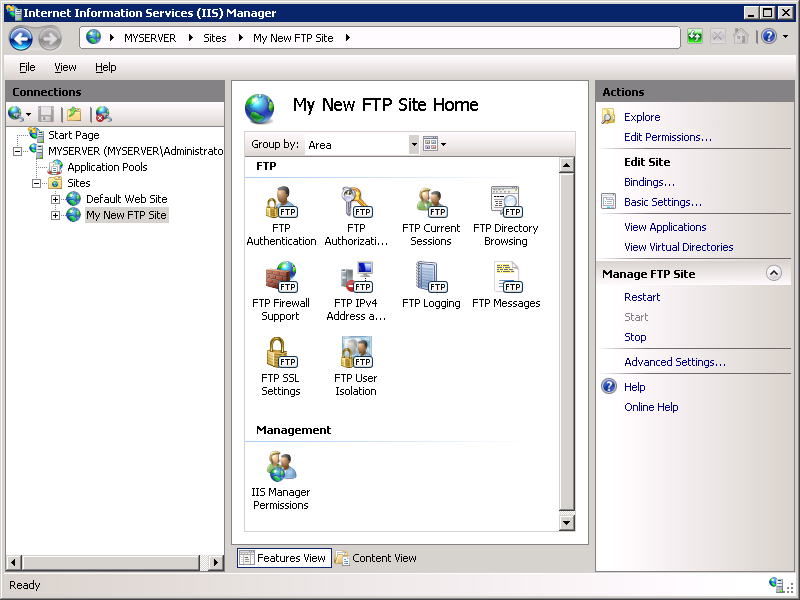 Internet Information Services (IIS) Manager
MYSERVER
Sites
My New FTP Site
File View Help
Connections
Start Page
MYSERVER (MYSERVER\Administrato
Application Pools
Sites
Default Web Site
My New FTP Site
My New FTP Site Home
Group by: Area
FTP
FTP
Authentication
FTP
Authorizati...
FTP Current
Sessions
FTP Directory
Browsing
FTP Firewall
Support
FTP IPv4
Address a...
FTP Logging
FTP Messages
FTP SSL
Settings
FTP User
Isolation
Management
IIS Manager
Permissions
Features View
Content View
Actions
Explore
Edit Permissions...
Edit Site
Bindings...
Basic Settings...
View Applications
View Virtual Directories
Manage FTP Site
Restart
Start
Stop
Advanced Settings...
Help
Online Help
Ready